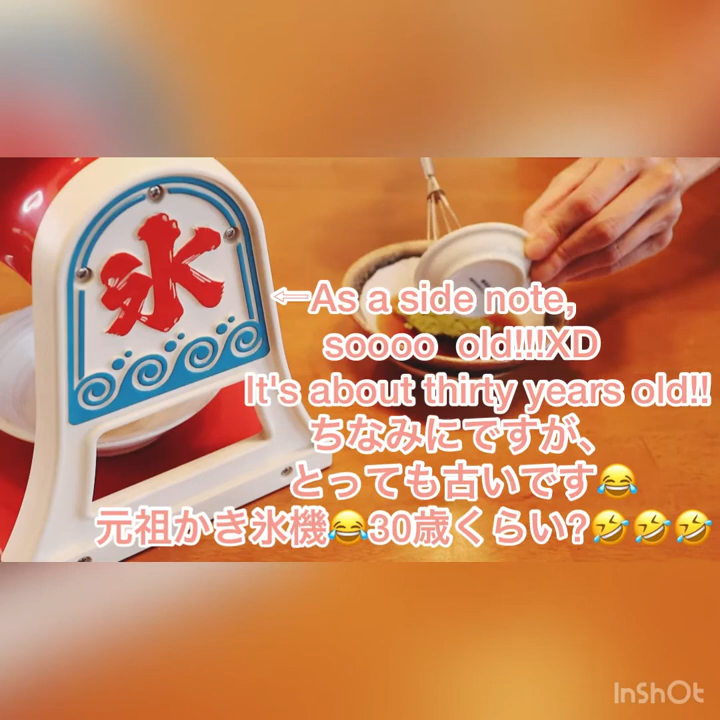 氷
⇐As a side note,
soooo old!!!XD
It's about thirty years old!!
ちなみにですが、
とっても古いです😂
元祖かき氷機😂30歳くらい?🤣🤣🤣
InShOt